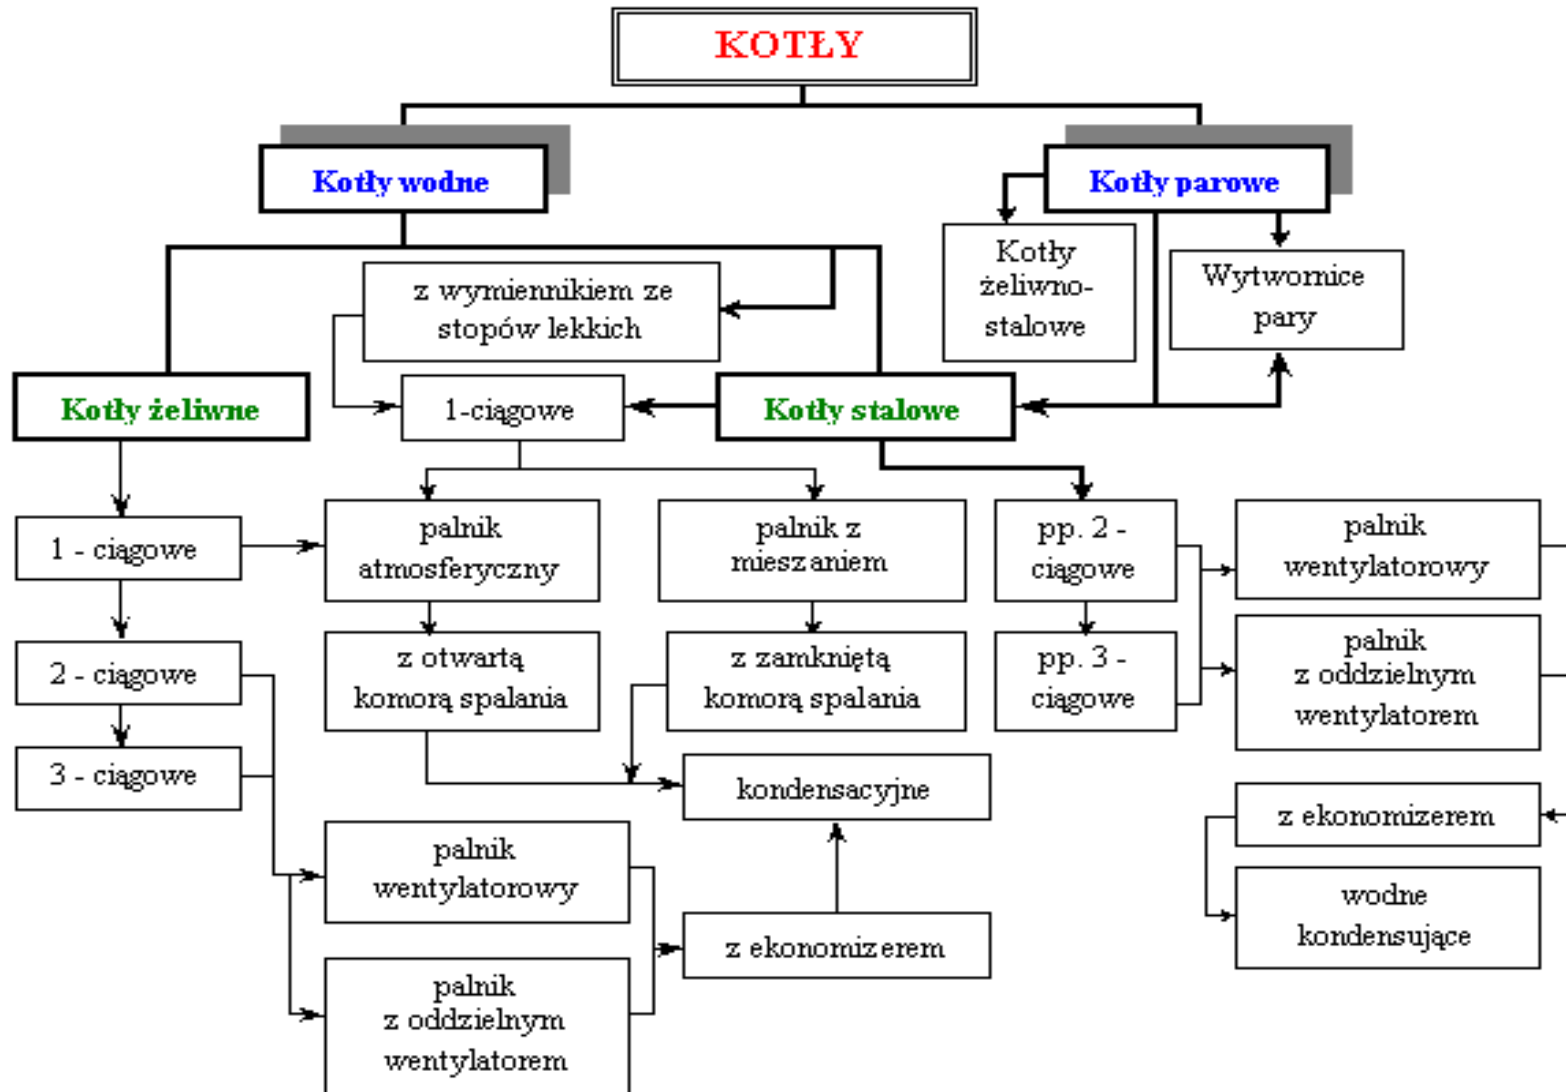 KOTŁY
Kotły wodne
Kotły parowe
Kotły
żeliwno-
stalowe
Wytwornice
pary
z wymiennikiem ze
stopów lekkich
Kotły żeliwne
1-ciągowe
Kotły stalowe
1 - ciągowe
palnik
atmosferyczny
palnik z
mieszaniem
pp. 2 -
ciągowe
palnik
wentylatorowy
2 - ciągowe
z otwartą
komorą spalania
z zamkniętą
komorą spalania
pp. 3 -
ciągowe
palnik
z oddzielnym
wentylatorem
3 - ciągowe
kondensacyjne
z ekonomizerem
palnik
wentylatorowy
z ekonomizerem
wodne
kondensujące
palnik
z oddzielnym
wentylatorem